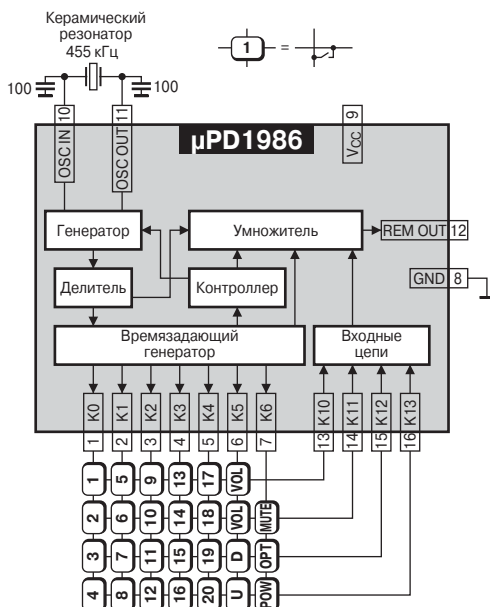 Керамический
резонатор
455 кГц
1 =
100
100
OSC IN 10
OSC OUT 11
µPD1986
VCC 9
Генератор
Умножитель
REM OUT 12
GND 8
Делитель
Контроллер
Времязадающий
генератор
Входные
цепи
K0 K1 K2 K3 K4 K5 K6 K10 K11 K12 K13
1 2 3 4 5 6 7 13 14 15 16
1 5 9 13 17 VOL
2 6 10 14 18 VOL MUTE
3 7 11 15 19 D OPT
4 8 12 16 20 U POW